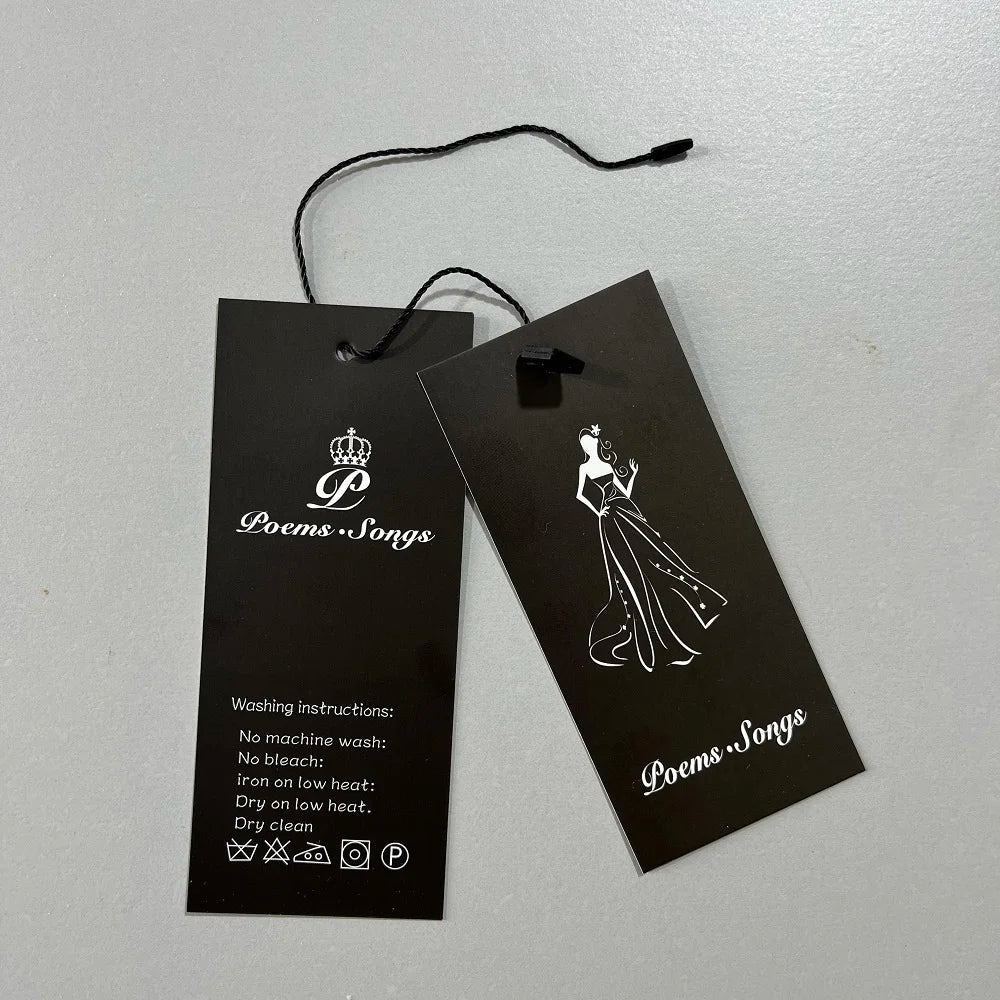 P
Poems·Songs
Washing instructions:
No machine wash:
No bleach:
iron on low heat:
Dry on low heat.
Dry clean
P
Poems·Songs